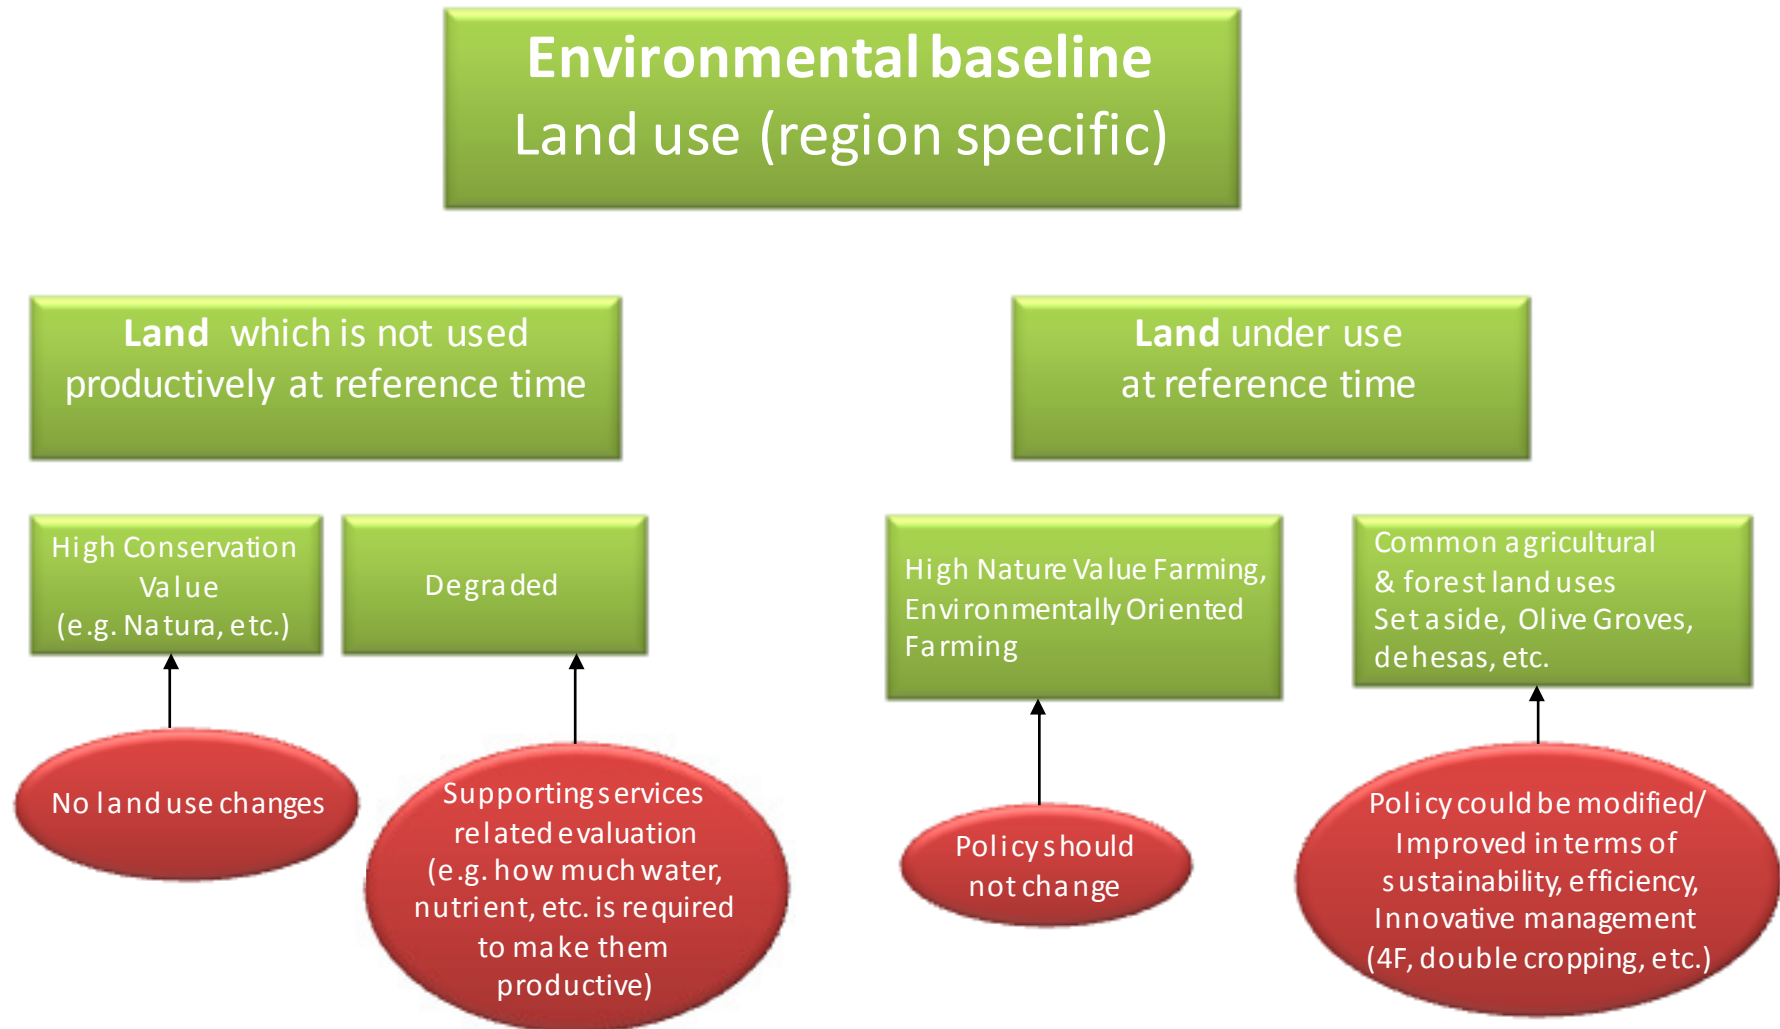 Environmental baseline
Land use (region specific)
Land which is not used
productively at reference time
Land under use
at reference time
High Conservation
Value
(e.g. Natura, etc.)
Degraded
High Nature Value Farming,
Environmentally Oriented
Farming
Common agricultural
& forest land uses
Set aside, Olive Groves,
dehesas, etc.
No land use changes
Supporting services
related evaluation
(e.g. how much water,
nutrient, etc. is required
to make them
productive)
Policy should
not change
Policy could be modified/
Improved in terms of
sustainability, efficiency,
Innovative management
(4F, double cropping, etc.)